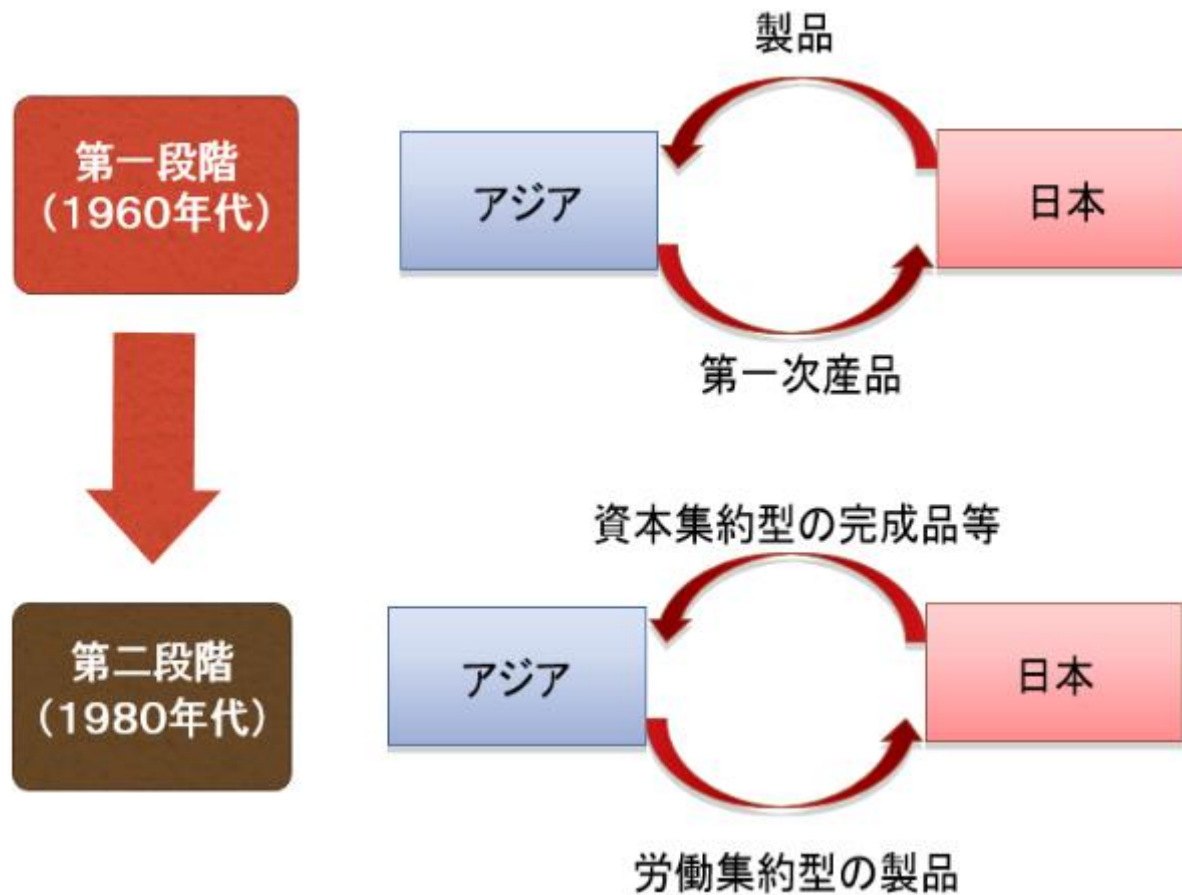 製品
第一段階
（1960年代）
アジア
日本
第一次産品
資本集約型の完成品等
第二段階
（1980年代）
アジア
日本
労働集約型の製品